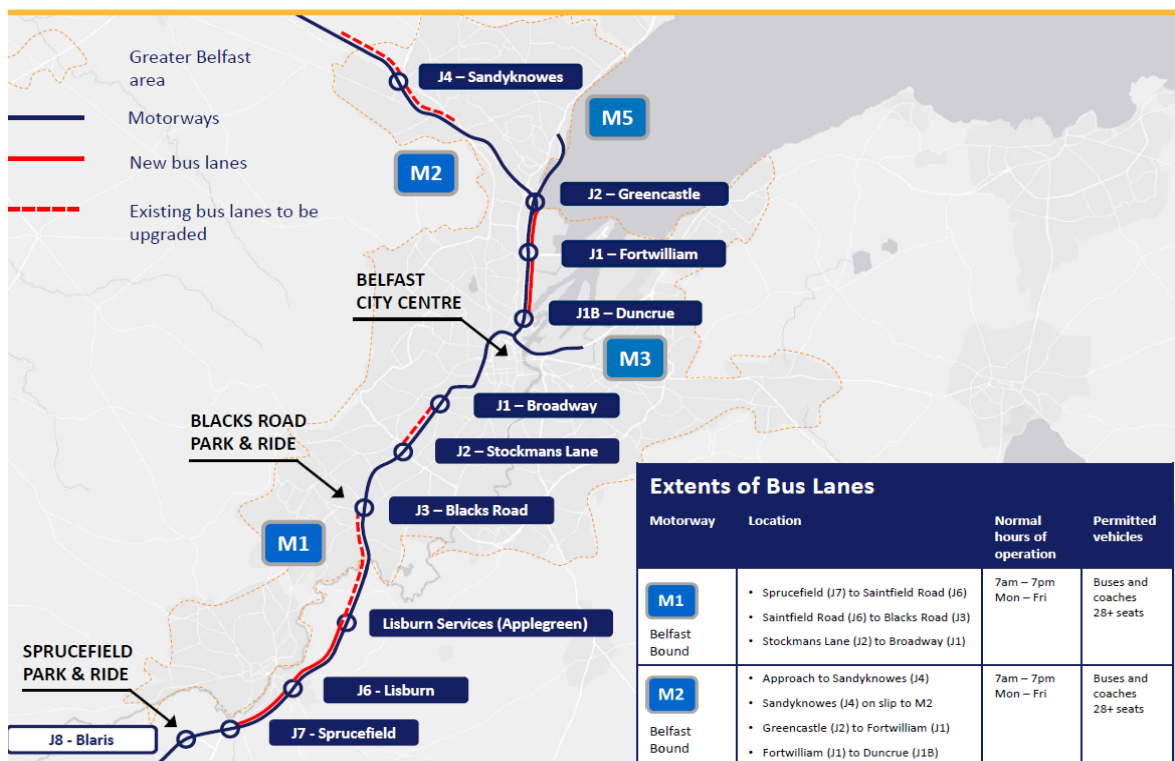 Greater Belfast
area
Motorways
New bus lanes
Existing bus lanes to be
upgraded
J4 – Sandyknowes
M5
M2
J2 – Greencastle
J1 – Fortwilliam
BELFAST
CITY CENTRE
J1B – Duncrue
M3
J1 – Broadway
BLACKS ROAD
PARK & RIDE
J2 – Stockmans Lane
J3 – Blacks Road
M1
Lisburn Services (Applegreen)
SPRUCEFIELD
PARK & RIDE
J6 - Lisburn
J7 - Sprucefield
J8 - Blaris
Extents of Bus Lanes
Motorway Location Normal hours of operation Permitted vehicles
M1
Belfast
Bound
• Sprucefield (J7) to Saintfield Road (J6)
• Saintfield Road (J6) to Blacks Road (J3)
• Stockmans Lane (J2) to Broadway (J1)
7am – 7pm
Mon – Fri
Buses and
coaches
28+ seats
M2
Belfast
Bound
• Approach to Sandyknowes (J4)
• Sandyknowes (J4) on slip to M2
• Greencastle (J2) to Fortwilliam (J1)
• Fortwilliam (J1) to Duncrue (J1B)
7am – 7pm
Mon – Fri
Buses and
coaches
28+ seats